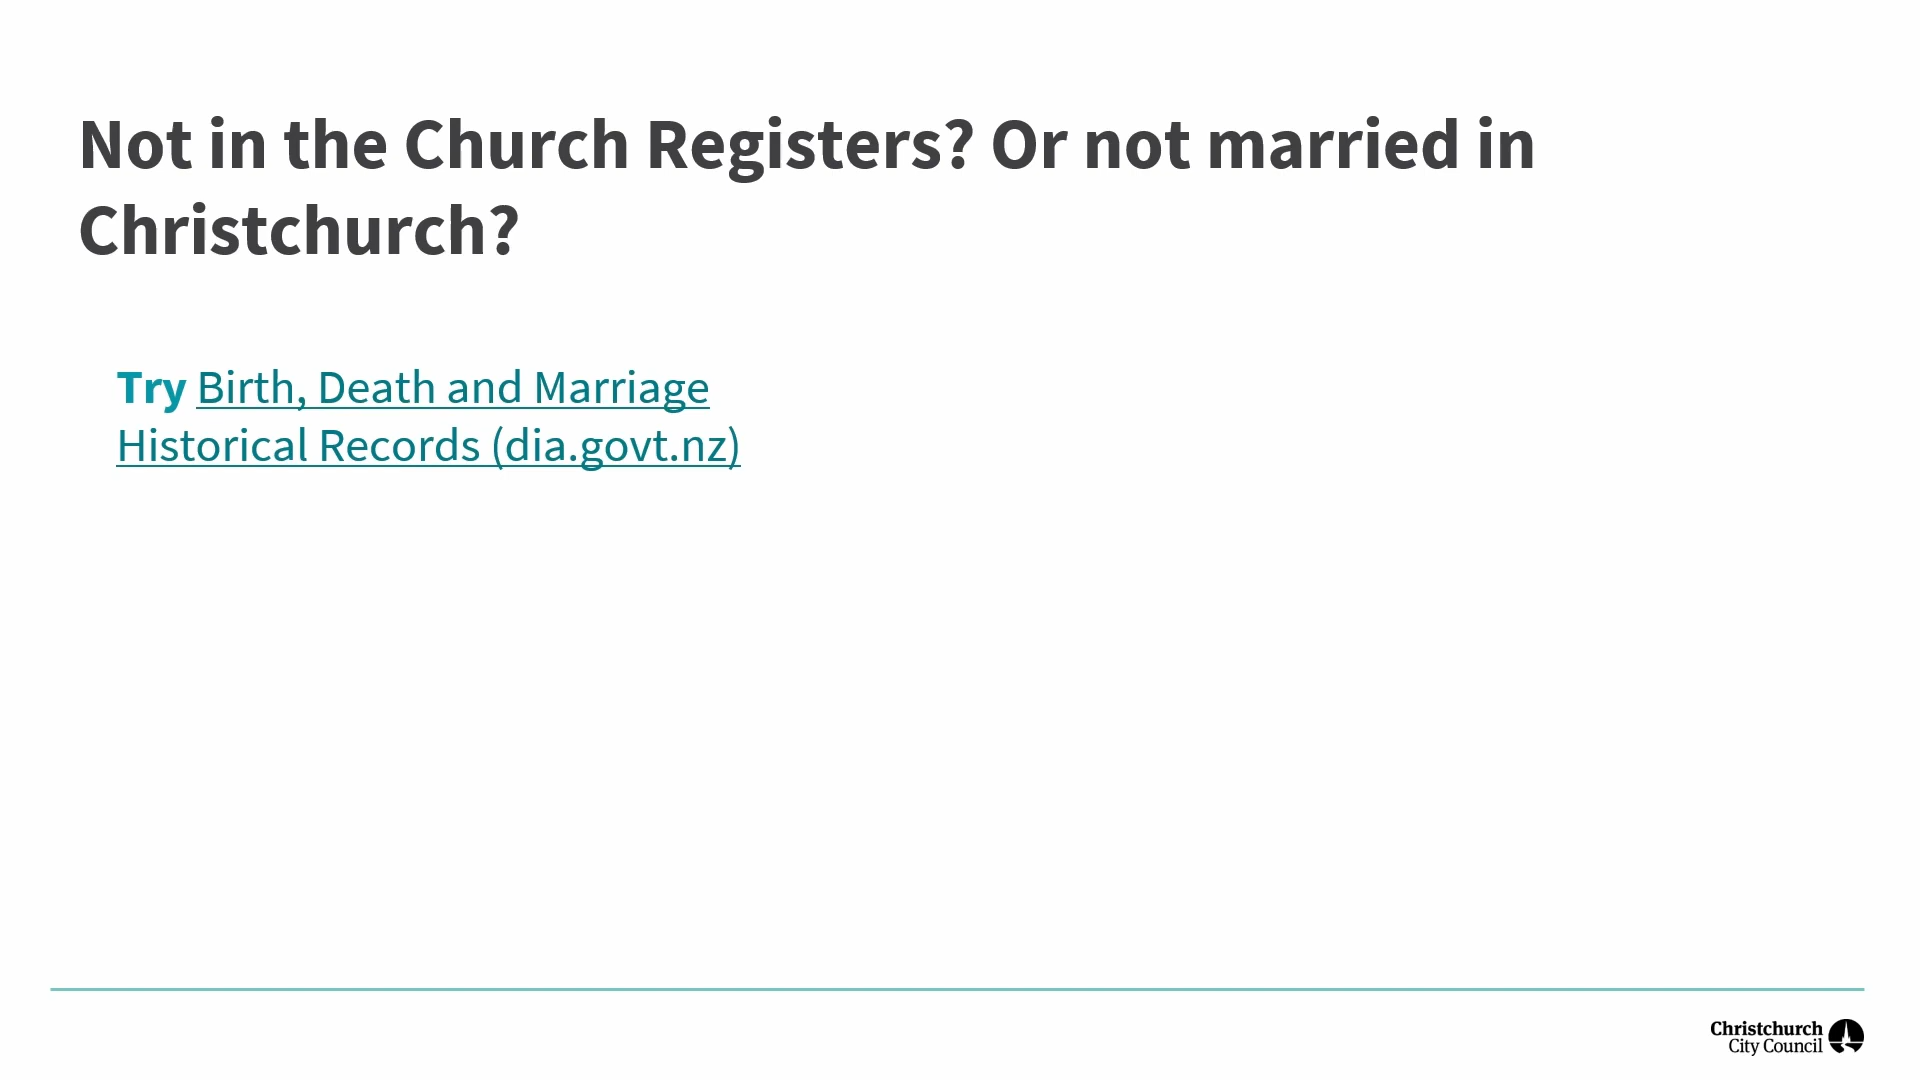 Not in the Church Registers? Or not married in
Christchurch?
Try Birth, Death and Marriage
Historical Records (dia.govt.nz)
Christchurch
City Council